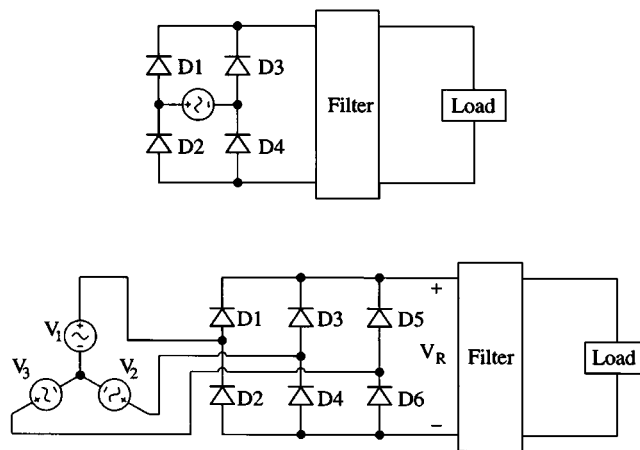 D1 D3
Filter
Load
D2 D4
V1
+
-
V3
V2
D1 D3 D5
+
VR
Filter
Load
D2 D4 D6
−